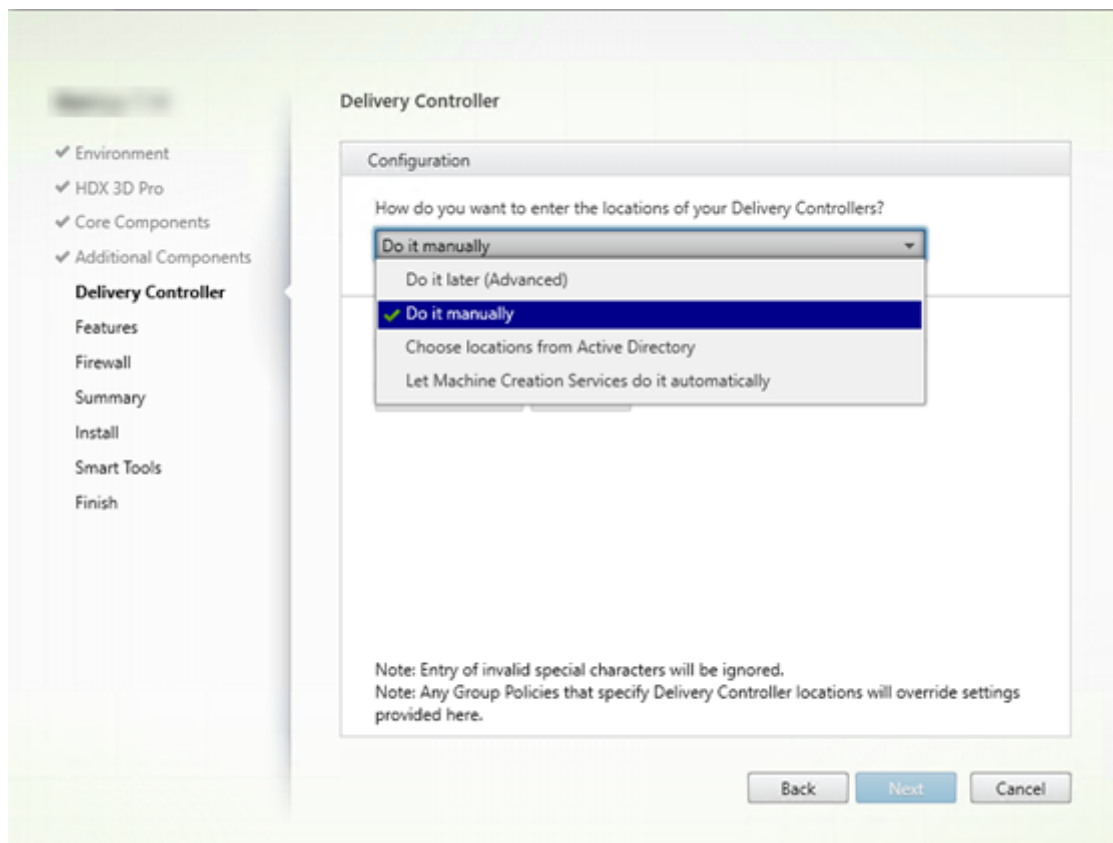 Delivery Controller
Environment
HDX 3D Pro
Core Components
Additional Components
Delivery Controller
Features
Firewall
Summary
Install
Smart Tools
Finish
Configuration
How do you want to enter the locations of your Delivery Controllers?
Do it manually
Do it later (Advanced)
Do it manually
Choose locations from Active Directory
Let Machine Creation Services do it automatically
Note: Entry of invalid special characters will be ignored.
Note: Any Group Policies that specify Delivery Controller locations will override settings
provided here.
Back
Next
Cancel